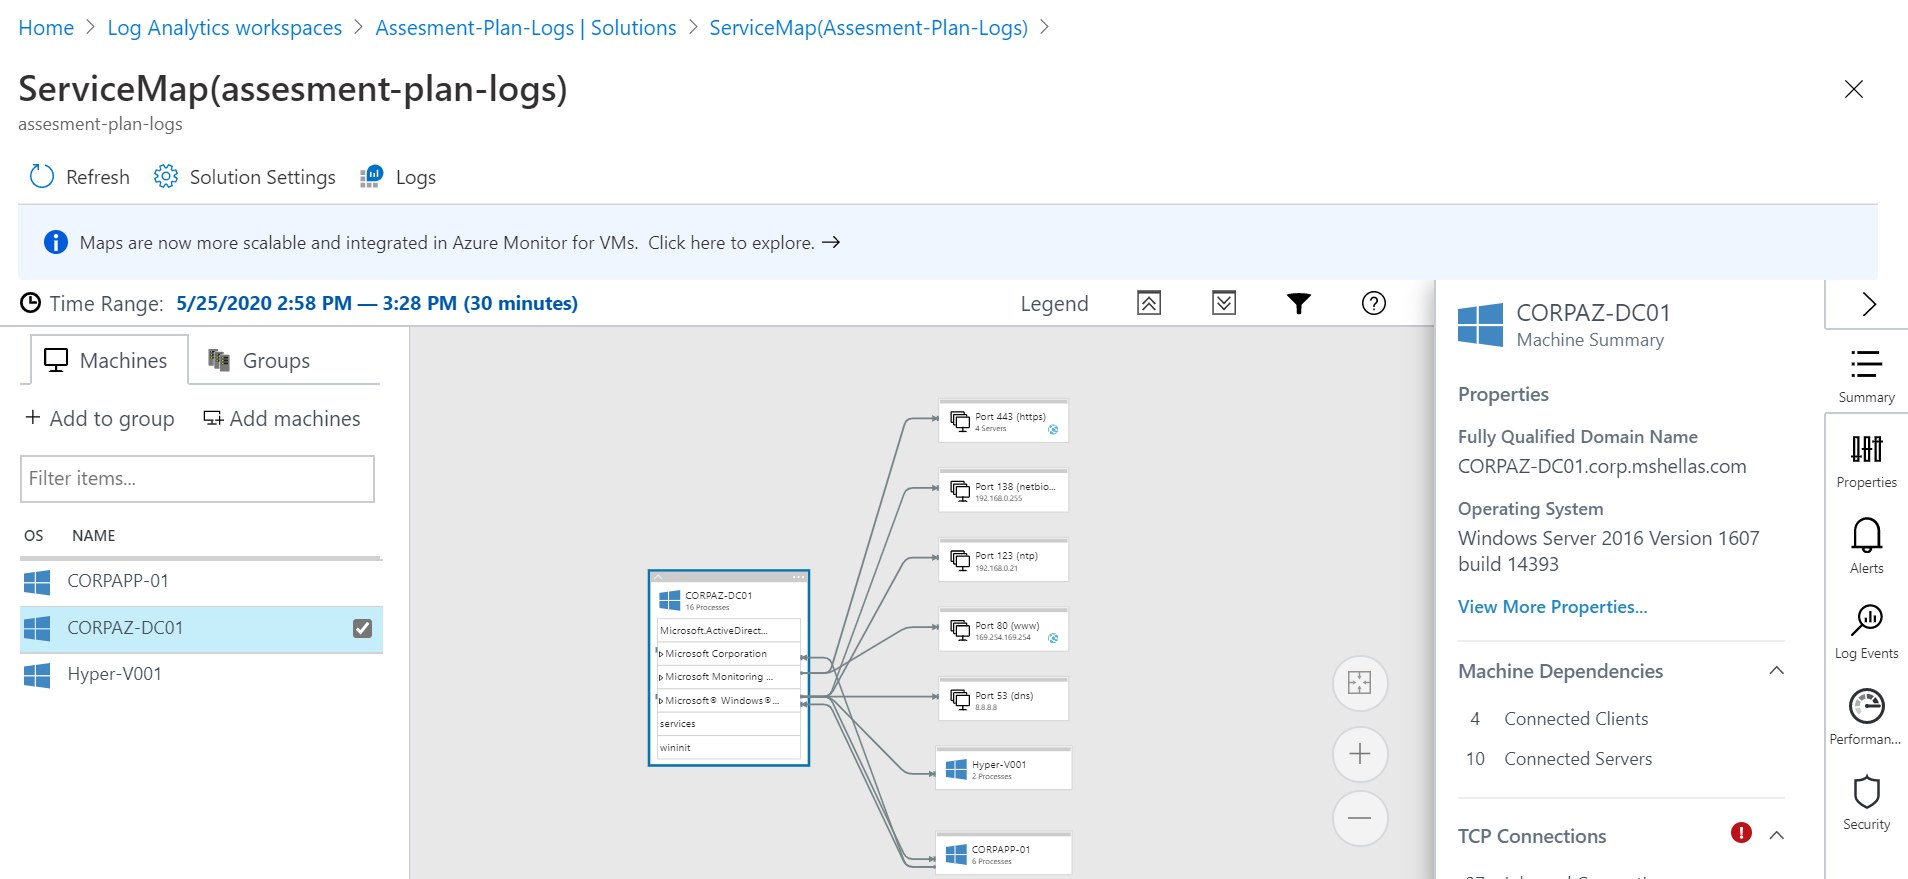 Home > Log Analytics workspaces > Assesment-Plan-Logs | Solutions > ServiceMap(Assesment-Plan-Logs) >
ServiceMap(assesment-plan-logs)
assesment-plan-logs
Refresh Solution Settings Logs
Maps are now more scalable and integrated in Azure Monitor for VMs. Click here to explore. →
Time Range: 5/25/2020 2:58 PM — 3:28 PM (30 minutes)
Legend
Machines Groups
+ Add to group Add machines
Filter items...
OS NAME
CORPAPP-01
CORPAZ-DC01
Hyper-V001
CORPAZ-DC01
16 Processes
Microsoft.ActiveDirect...
Microsoft Corporation
Microsoft Monitoring ...
Microsoft® Windows®...
services
wininit
Port 443 (https)
4 Servers
Port 138 (netbio...
192.168.0.255
Port 123 (ntp)
192.168.0.21
Port 80 (www)
169.254.169.254
Port 53 (dns)
8.8.8.8
Hyper-V001
2 Processes
CORPAPP-01
6 Processes
CORPAZ-DC01
Machine Summary
Properties
Fully Qualified Domain Name
CORPAZ-DC01.corp.mshellas.com
Operating System
Windows Server 2016 Version 1607
build 14393
View More Properties...
Machine Dependencies
4 Connected Clients
10 Connected Servers
TCP Connections
Summary
Properties
Alerts
Log Events
Performan...
Security